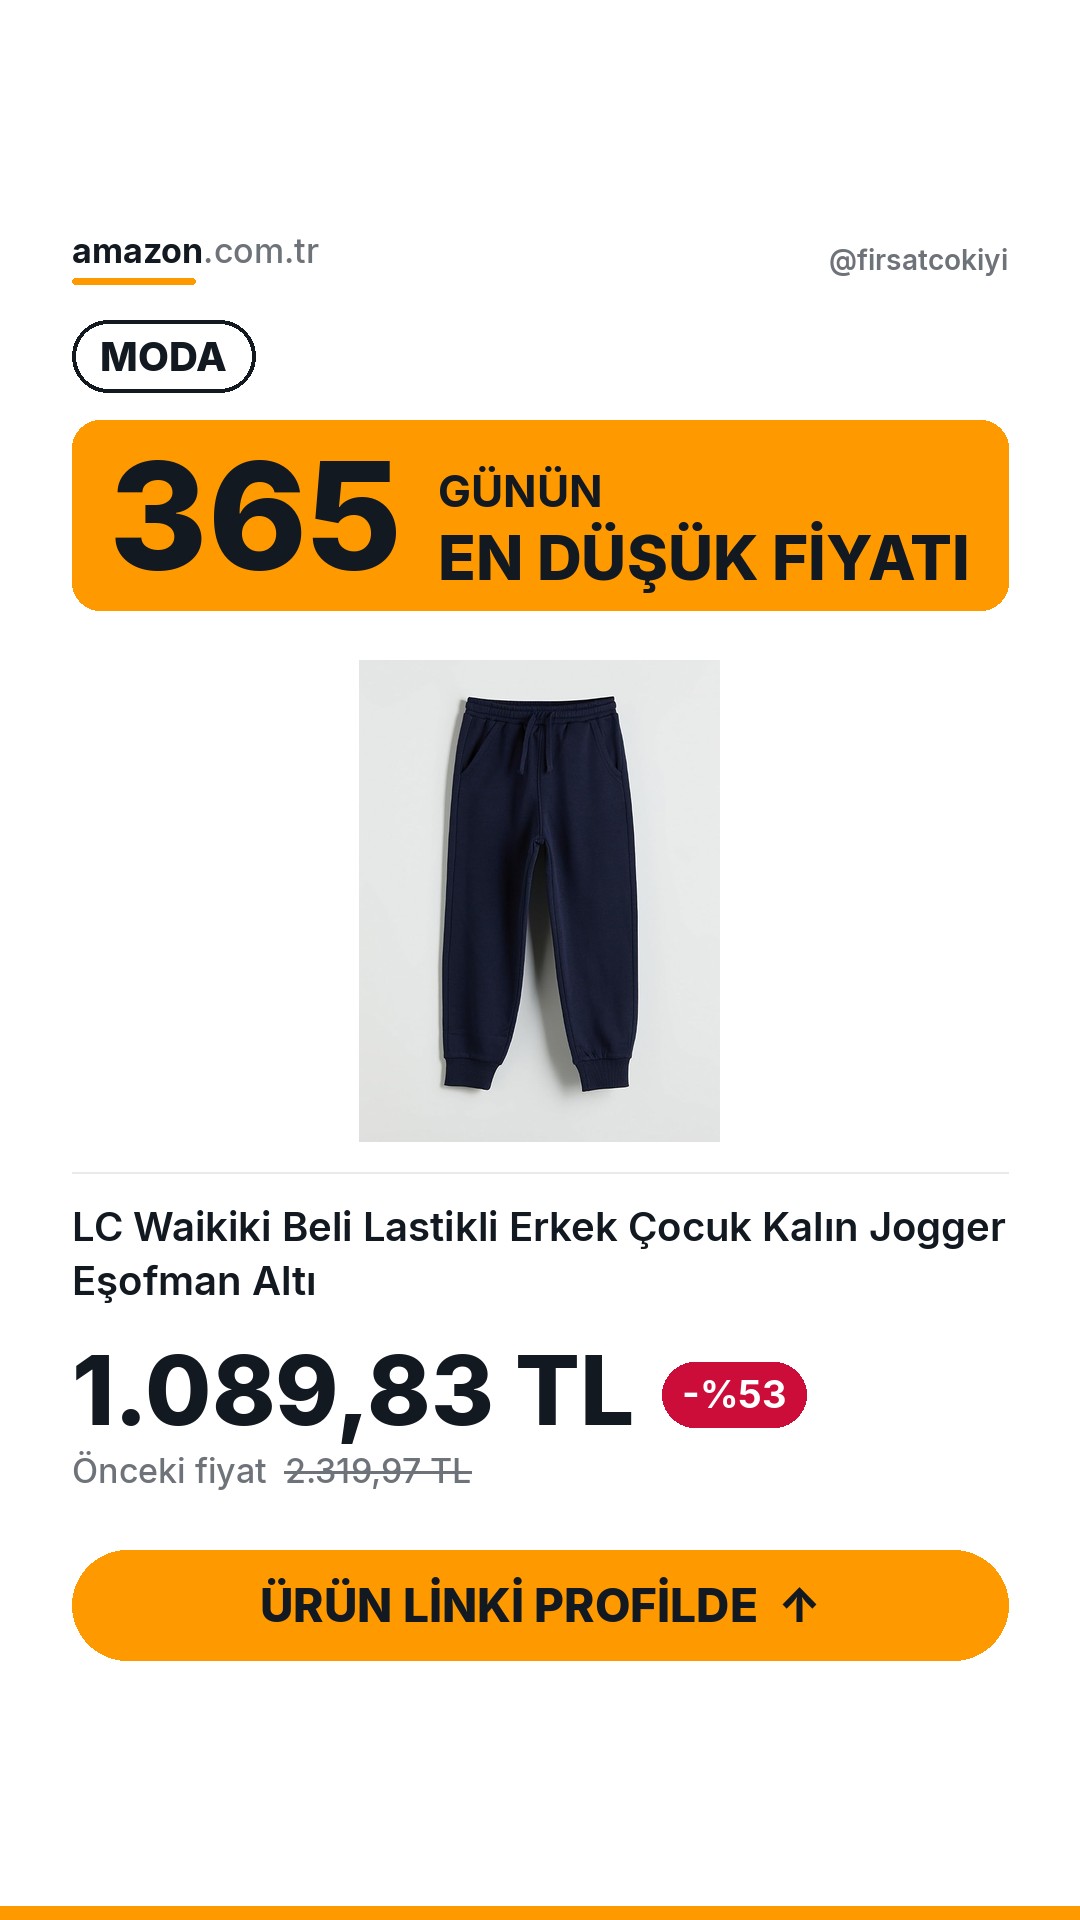 amazon.com.tr
@firsatcokiyi
MODA
365 GÜNÜN
EN DÜŞÜK FİYATI
LC Waikiki Beli Lastikli Erkek Çocuk Kalın Jogger
Eşofman Altı
1.089,83 TL -%53
Önceki fiyat 2.319,97 TL
ÜRÜN LİNKİ PROFİLDE ↑